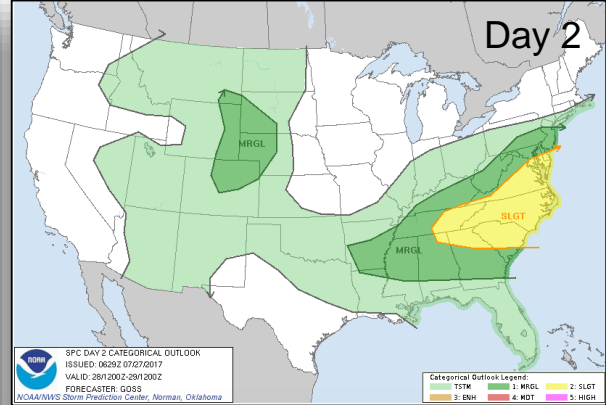 Day 2
MRGL
SLGT
MRGL
NOAA
SPC DAY 2 CATEGORICAL OUTLOOK
ISSUED: 0629Z 07/27/2017
VALID: 28/1200Z-29/1200Z
FORECASTER: GOSS
NOAA/NWS Storm Prediction Center, Norman, Oklahoma
Categorical Outlook Legend:
TSTM 1: MRGL 2: SLGT
3: ENH 4: MDT 5: HIGH